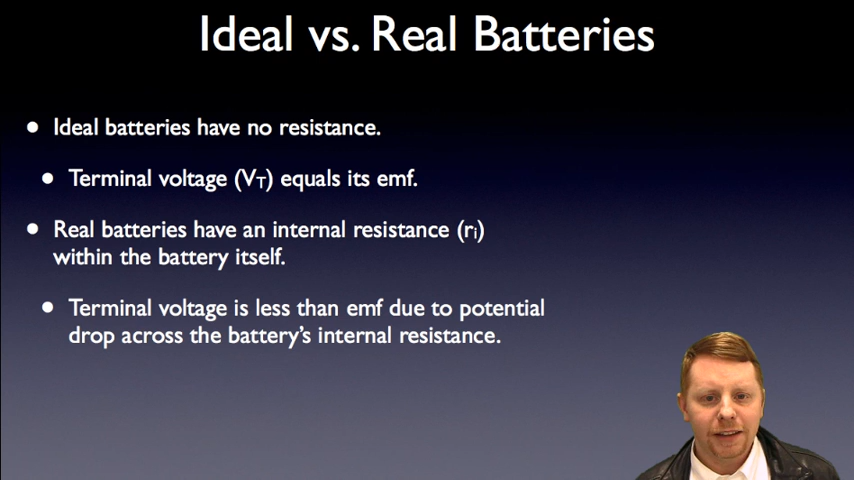 Ideal vs. Real Batteries
• Ideal batteries have no resistance.
• Terminal voltage (V_T) equals its emf.
• Real batteries have an internal resistance (r_i)
within the battery itself.
• Terminal voltage is less than emf due to potential
drop across the battery’s internal resistance.